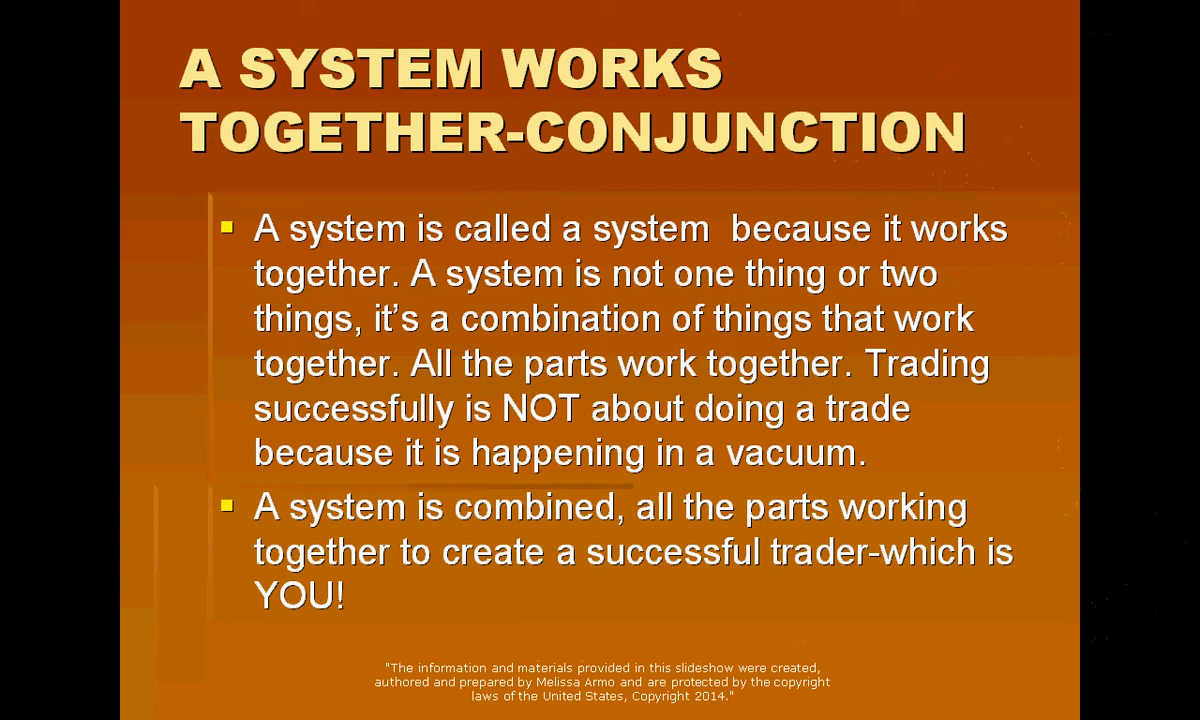 A SYSTEM WORKS
TOGETHER-CONJUNCTION
A system is called a system  because it works
together. A system is not one thing or two
things, it’s a combination of things that work
together. All the parts work together. Trading
successfully is NOT about doing a trade
because it is happening in a vacuum.
A system is combined, all the parts working
together to create a successful trader-which is
YOU!
"The information and materials provided in this slideshow were created,
authored and prepared by Melissa Armo and are protected by the copyright
laws of the United States, Copyright 2014."